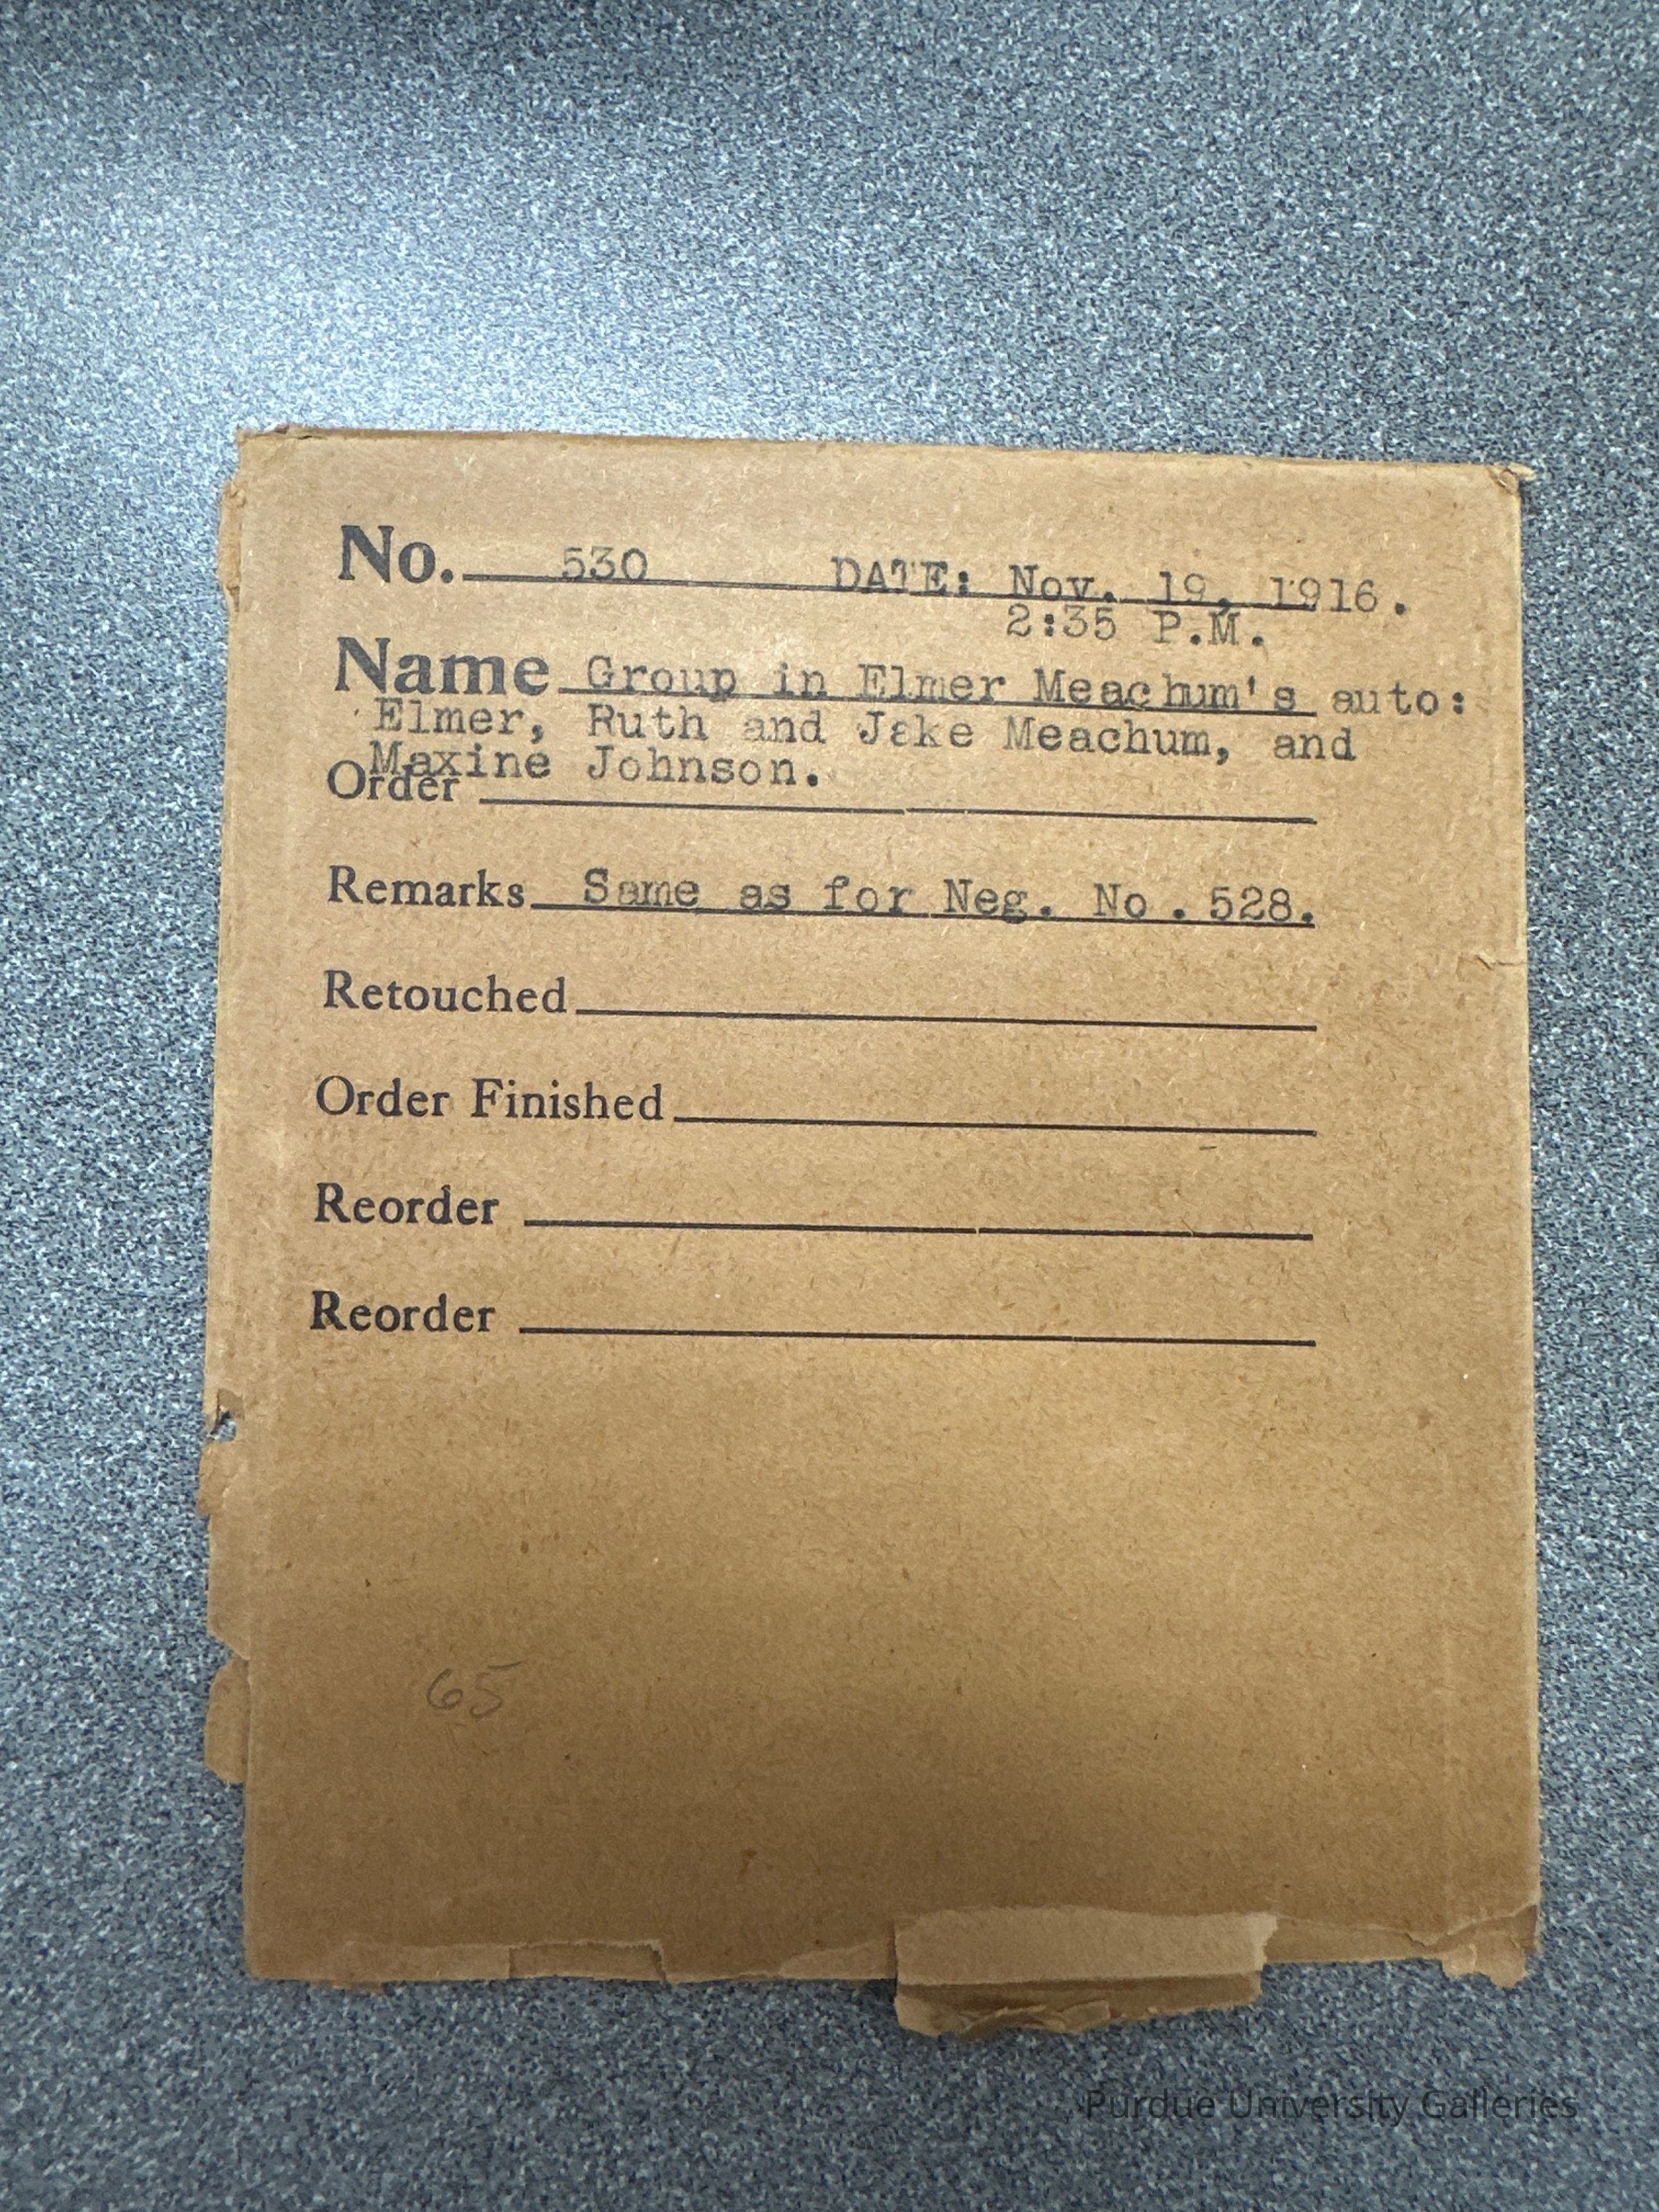 No. 530 DATE: Nov. 19, 1916.
2:35 P.M.
Name Group in Elmer Meachum's auto:
Elmer, Ruth and Jake Meachum, and
Maxine Johnson.
Order
Remarks Same as for Neg. No. 528.
Retouched
Order Finished
Reorder
Reorder
65
Purdue University Galleries